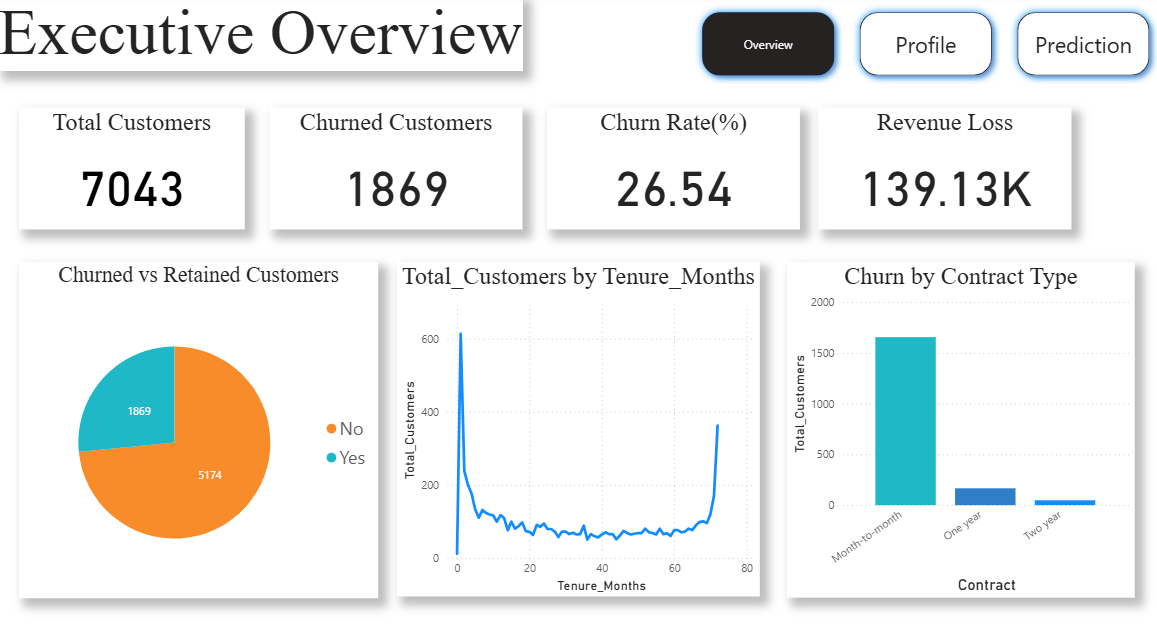 Executive Overview
Overview
Profile
Prediction
Total Customers
7043
Churned Customers
1869
Churn Rate(%)
26.54
Revenue Loss
139.13K
Churned vs Retained Customers
1869
5174
No
Yes
Total_Customers by Tenure_Months
Total_Customers
600
400
200
0
0 20 40 60 80
Tenure_Months
Churn by Contract Type
Total_Customers
2000
1500
1000
500
0
Month-to-month
One year
Two year
Contract